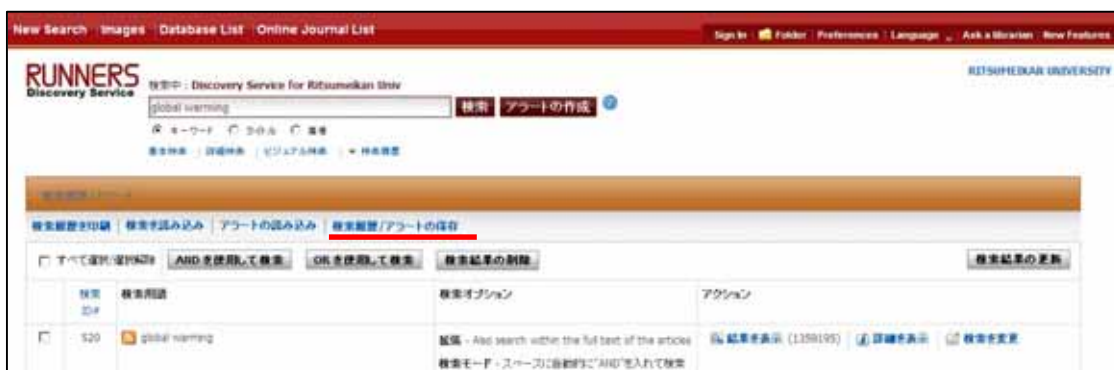 New Search Images Database List Online Journal List
Sign In Folder Preferences Language Ask a librarian New Features
RUNNERS
Discovery Service
検索中 : Discovery Service for Ritsumeikan Univ
RITSUMEIKAN UNIVERSITY
global warming 検索 アラートの作成
キーワード タイトル 著者
基本検索 詳細検索 ビジュアル検索 検索履歴
検索履歴/アラート
検索履歴を印刷 検索を読み込み アラートの読み込み 検索履歴/アラートの保存
すべて選択/選択解除 ANDを使用して検索 ORを使用して検索 検索結果の削除 検索結果の更新
検索ID# 検索用語 検索オプション アクション
S20 global warming 拡張 - Also search within the full text of the articles 結果を表示 (1359195) 詳細を表示 検索を変更
検索モード - スペースに自動的に"AND"を入れて検索